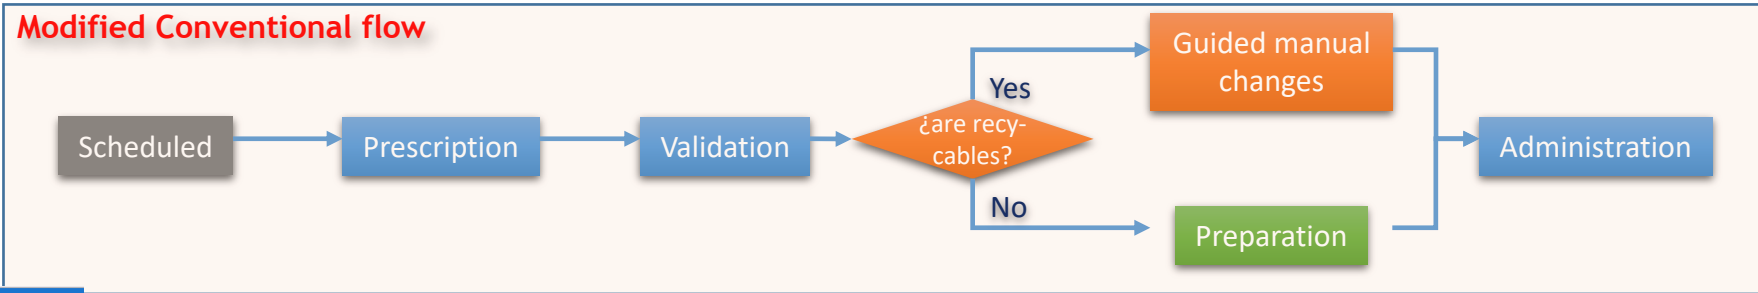 Modified Conventional flow
Scheduled
Prescription
Validation
¿are recy-
cables?
Yes
No
Guided manual
changes
Preparation
Administration